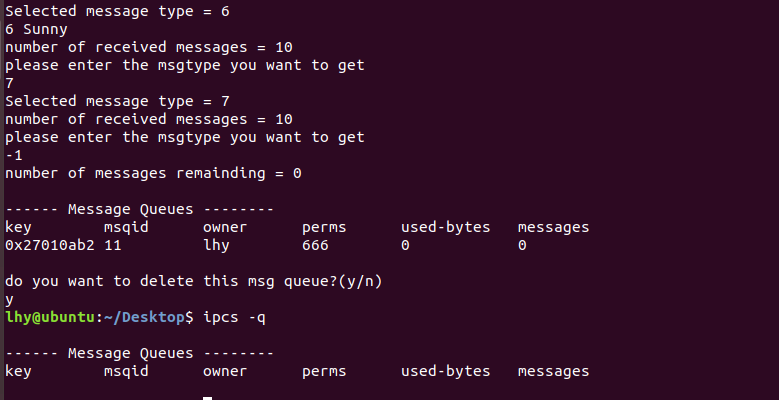 Selected message type = 6
6 Sunny
number of received messages = 10
please enter the msgtype you want to get
7
Selected message type = 7
number of received messages = 10
please enter the msgtype you want to get
-1
number of messages remainding = 0
------ Message Queues --------
key msqid owner perms used-bytes messages
0x27010ab2 11 lhy 666 0 0
do you want to delete this msg queue?(y/n)
y
lhy@ubuntu:~/Desktop$ ipcs -q
------ Message Queues --------
key msqid owner perms used-bytes messages